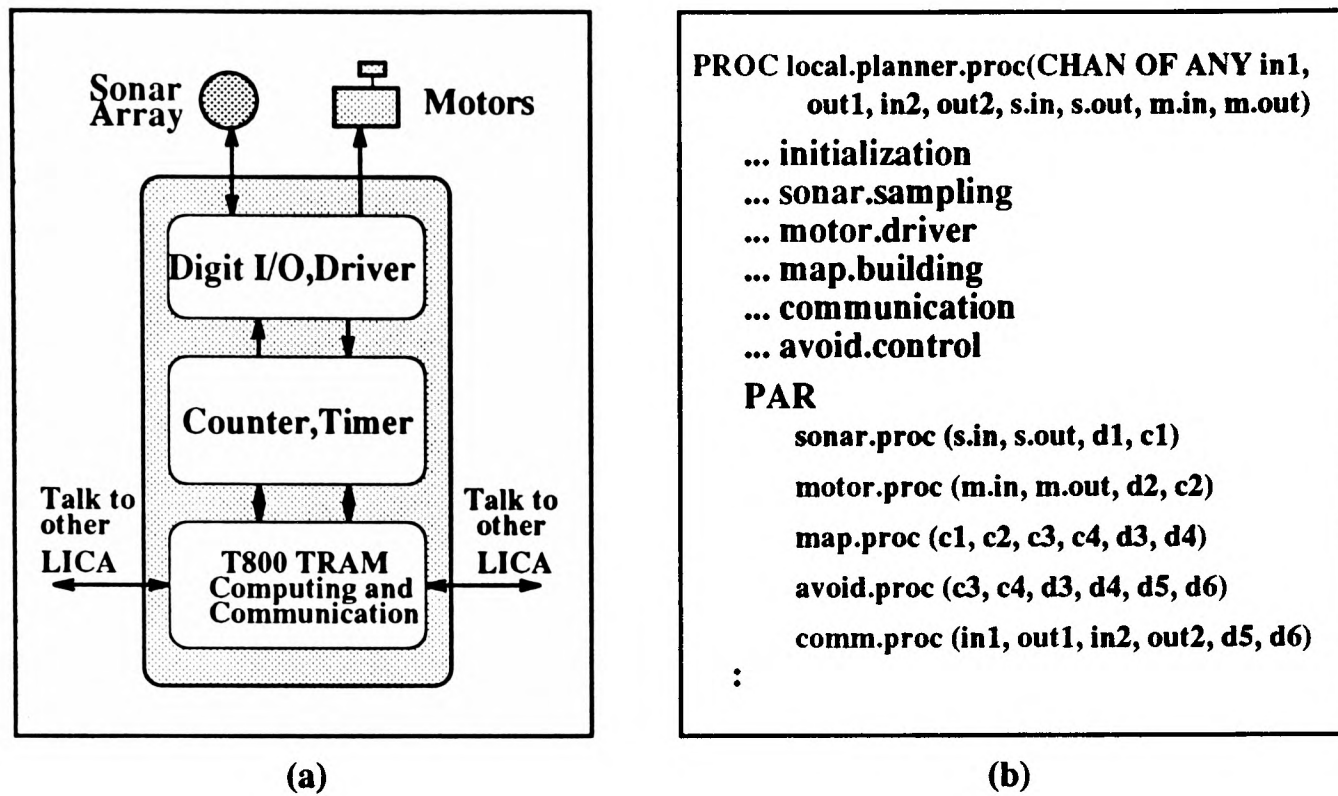 Sonar
Array
Motors
Digit I/O,Driver
Counter,Timer
Talk to
other
LICA
T800 TRAM
Computing and
Communication
Talk to
other
LICA
(a)
PROC local.planner.proc(CHAN OF ANY in1,
out1, in2, out2, s.in, s.out, m.in, m.out)
... initialization
... sonar.sampling
... motor.driver
... map.building
... communication
... avoid.control
PAR
sonar.proc (s.in, s.out, d1, c1)
motor.proc (m.in, m.out, d2, c2)
map.proc (c1, c2, c3, c4, d3, d4)
avoid.proc (c3, c4, d3, d4, d5, d6)
comm.proc (in1, out1, in2, out2, d5, d6)
:
(b)